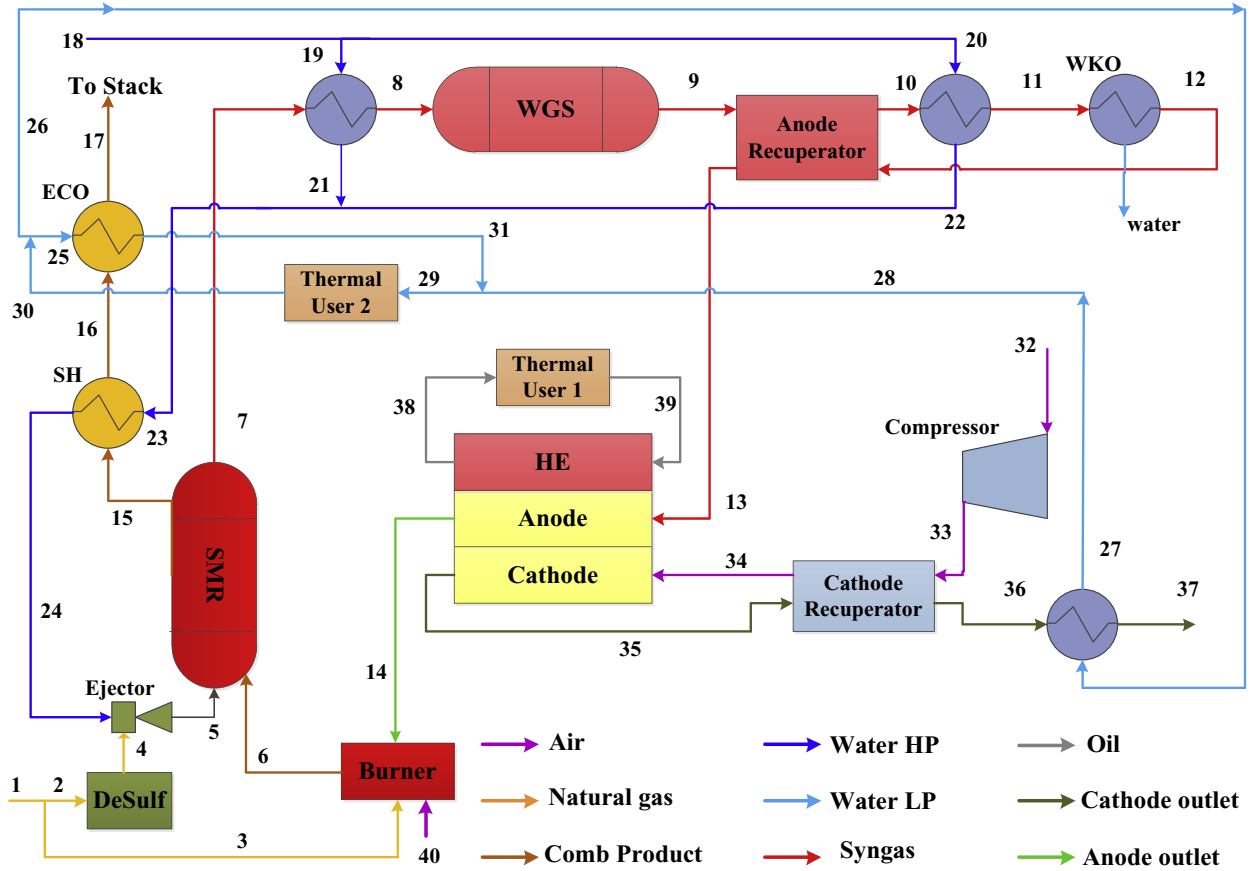 18
19
20
To Stack
8
WGS
9
10
11
WKO
12
26
17
Anode
Recuperator
ECO
21
22
water
25
31
Thermal
User 2
29
28
30
16
32
SH
Thermal
User 1
38
39
7
23
Compressor
HE
15
Anode
13
33
SMR
Cathode
34
Cathode
Recuperator
36
27
37
24
35
14
Ejector
5
4
6
Burner
1
2
DeSulf
3
40
Air
Water HP
Oil
Natural gas
Water LP
Cathode outlet
Comb Product
Syngas
Anode outlet